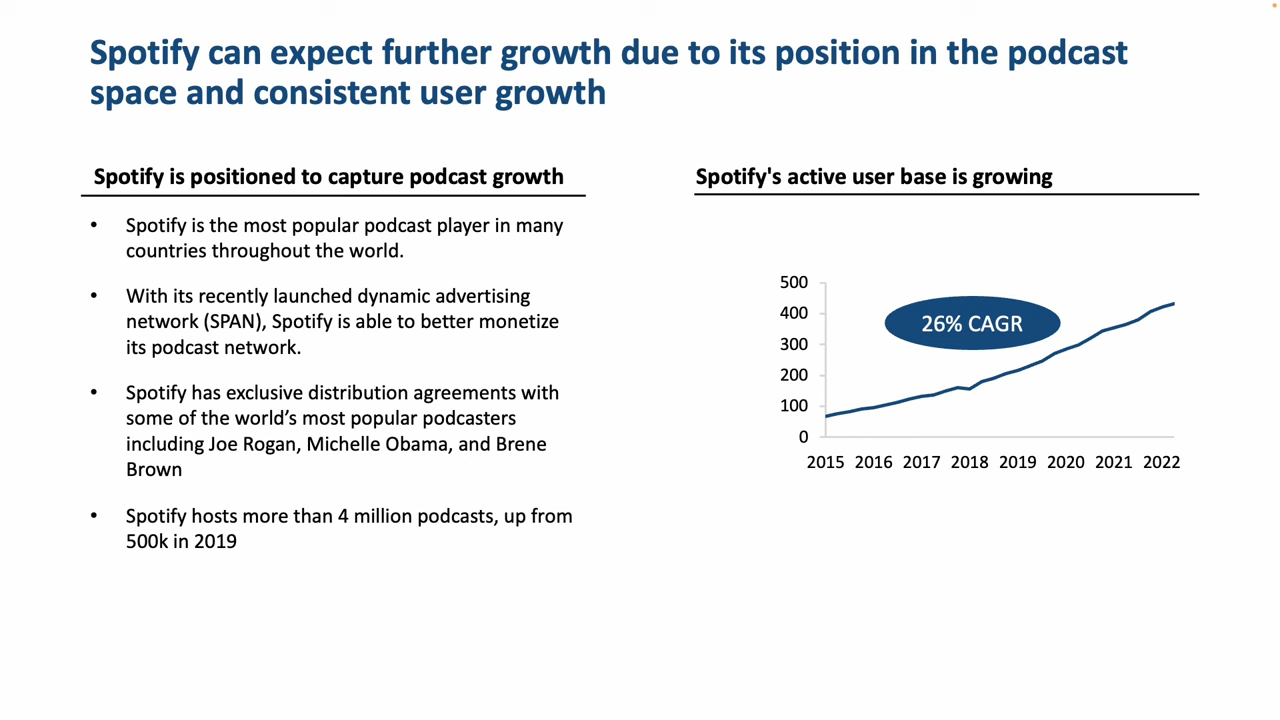 Spotify can expect further growth due to its position in the podcast
space and consistent user growth
Spotify is positioned to capture podcast growth
• Spotify is the most popular podcast player in many
countries throughout the world.
• With its recently launched dynamic advertising
network (SPAN), Spotify is able to better monetize
its podcast network.
• Spotify has exclusive distribution agreements with
some of the world’s most popular podcasters
including Joe Rogan, Michelle Obama, and Brene
Brown
• Spotify hosts more than 4 million podcasts, up from
500k in 2019
Spotify's active user base is growing
500
400
300
200
100
0
26% CAGR
2015 2016 2017 2018 2019 2020 2021 2022